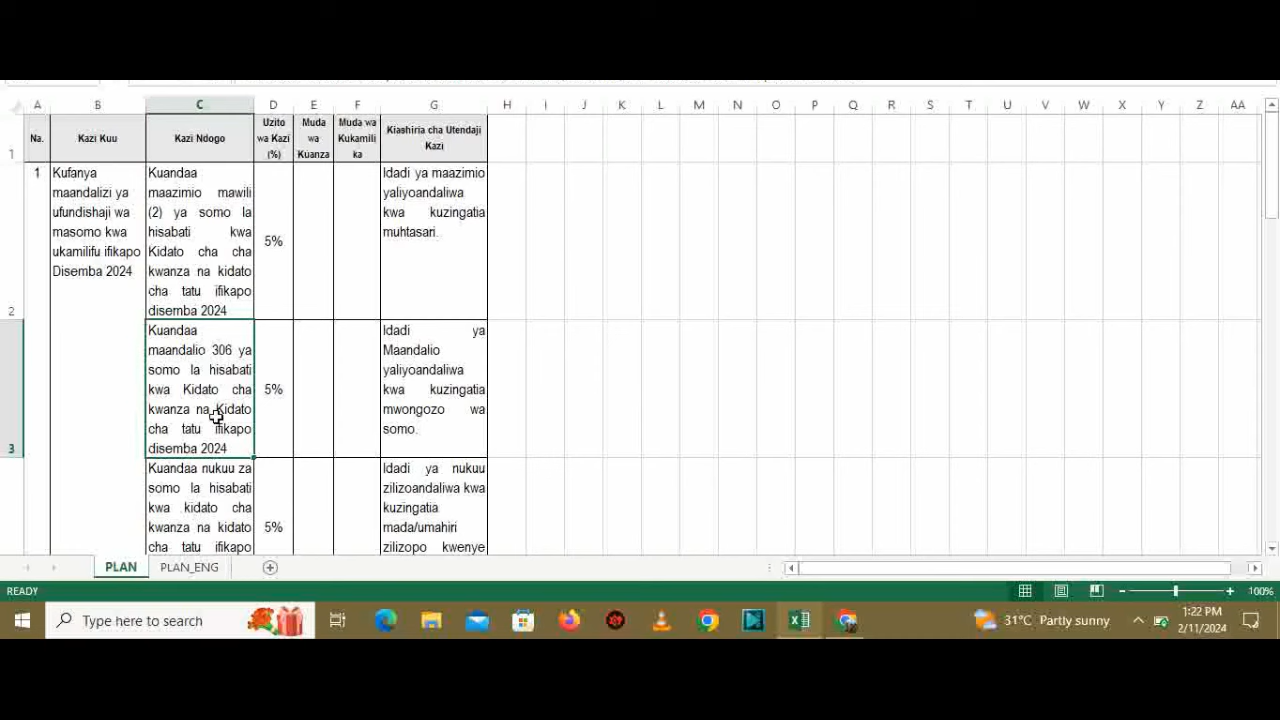 A B C D E F G H I J K L M N O P Q R S T U V W X Y Z AA
1
Na.
Kazi Kuu
Kazi Ndogo
Uzito
wa Kazi
(%)
Muda
wa
Kuanza
Muda wa
Kukamili
ka
Kiashiria cha Utendaji
Kazi
2
1
Kufanya
maandalizi ya
ufundishaji wa
masomo kwa
ukamilifu ifikapo
Disemba 2024
Kuandaa
maazimio mawili
(2) ya somo la
hisabati kwa
Kidato cha cha
kwanza na kidato
cha tatu ifikapo
disemba 2024
5%
Idadi ya maazimio
yaliyoandaliwa
kwa kuzingatia
muhtasari.
3
Kuandaa
maandalio 306 ya
somo la hisabati
kwa Kidato cha
kwanza na Kidato
cha tatu ifikapo
disemba 2024
5%
Idadi ya
Maandalio
yaliyoandaliwa
kwa kuzingatia
mwongozo wa
somo.
Kuandaa nukuu za
somo la hisabati
kwa kidato cha
kwanza na kidato
cha tatu ifikapo
5%
Idadi ya nukuu
zilizoandaliwa kwa
kuzingatia
mada/umahiri
zilizopo kwenye
PLAN PLAN_ENG
READY
100%
Type here to search
31°C Partly sunny
1:22 PM
2/11/2024